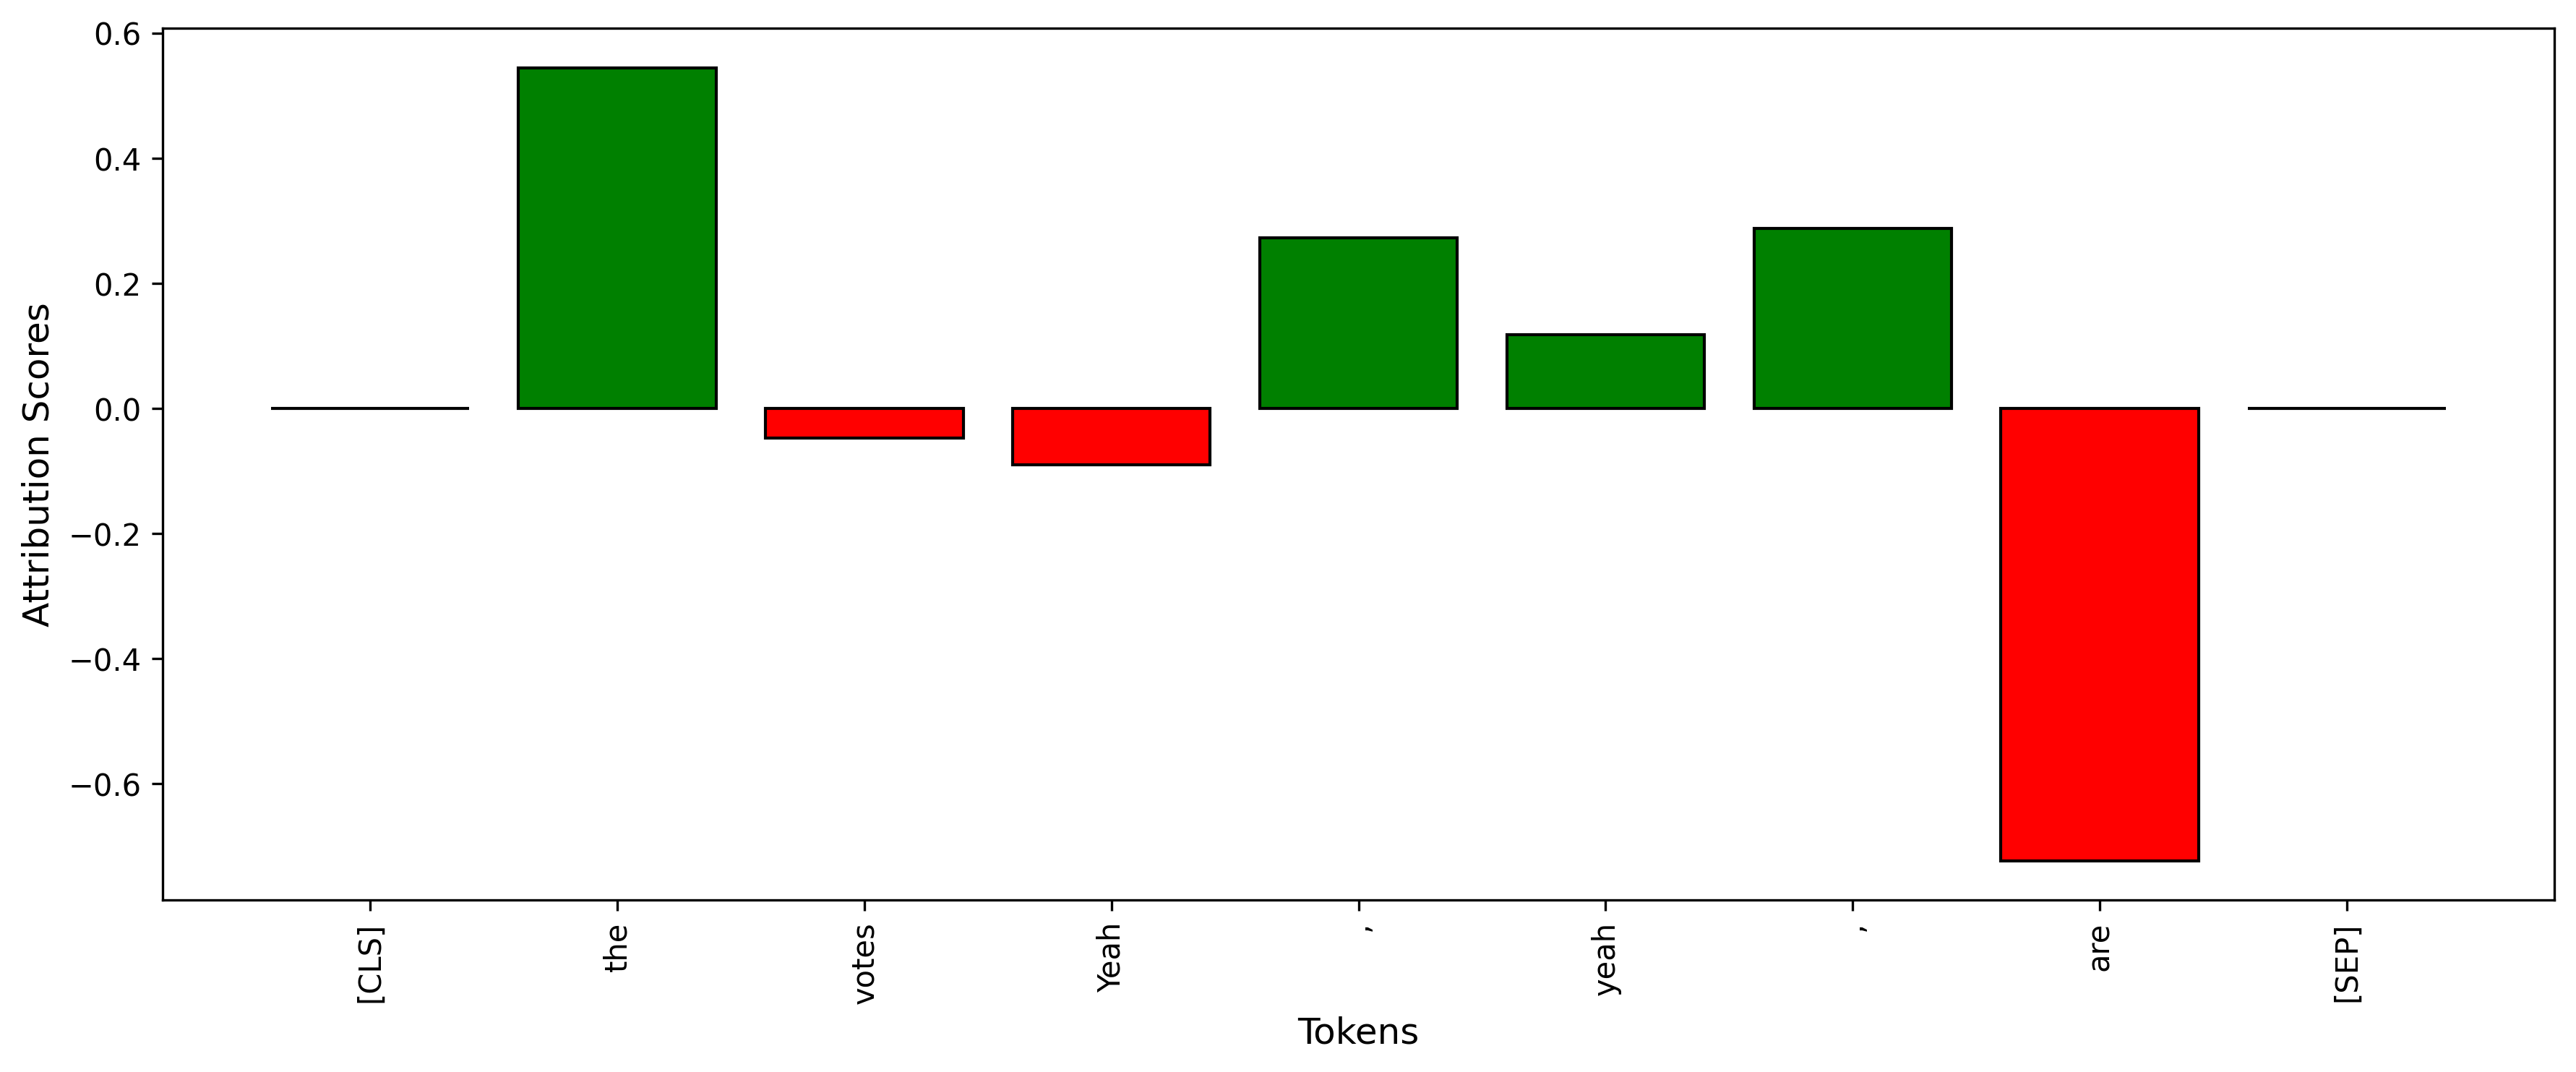 0.6
0.4
0.2
0.0
−0.2
−0.4
−0.6
Attribution Scores
[CLS]
the
votes
Yeah
,
yeah
,
are
[SEP]
Tokens